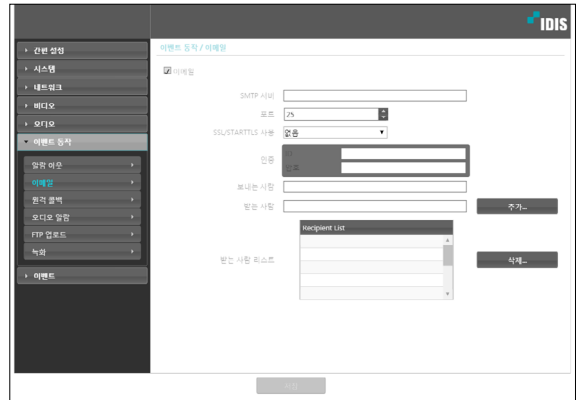 IDIS
간편 설정
시스템
네트워크
비디오
오디오
이벤트 동작
알람 아웃
이메일
원격 콜백
오디오 알람
FTP 업로드
녹화
이벤트
이벤트 동작 / 이메일
이메일
SMTP 서버
포트 25
SSL/STARTTLS 사용 없음
인증 ID
암호
보내는 사람
받는 사람 추가...
Recipient List
받는 사람 리스트 삭제...